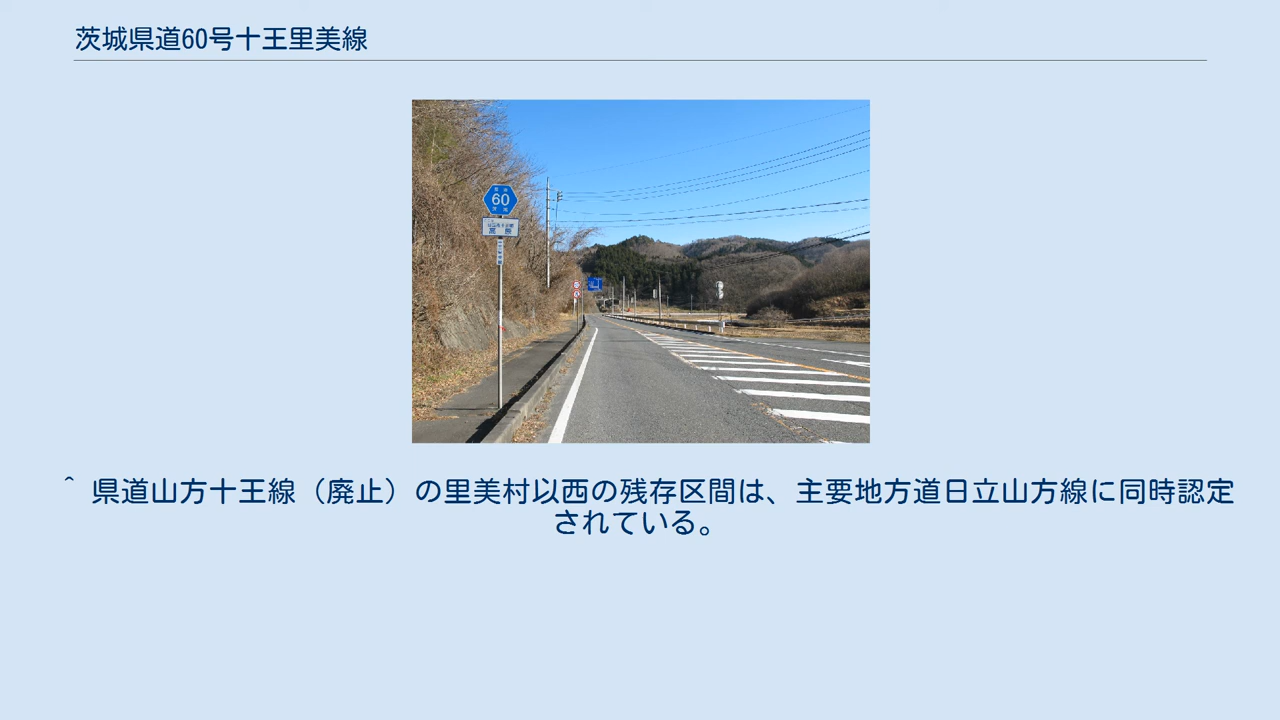 茨城県道60号十王里美線
60
^ 県道山方十王線（廃止）の里美村以西の残存区間は、主要地方道日立山方線に同時認定
されている。